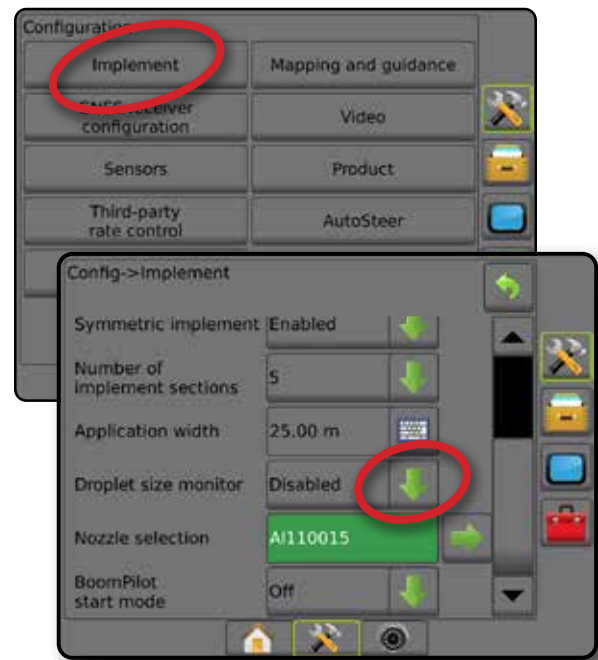 Configuration
Implement
Mapping and guidance
GNSS receiver
configuration
Video
Sensors
Product
Third-party
rate control
AutoSteer
Config->Implement
Symmetric implement Enabled
Number of
implement sections
5
Application width 25.00 m
Droplet size monitor Disabled
Nozzle selection AI110015
BoomPilot
start mode
Off